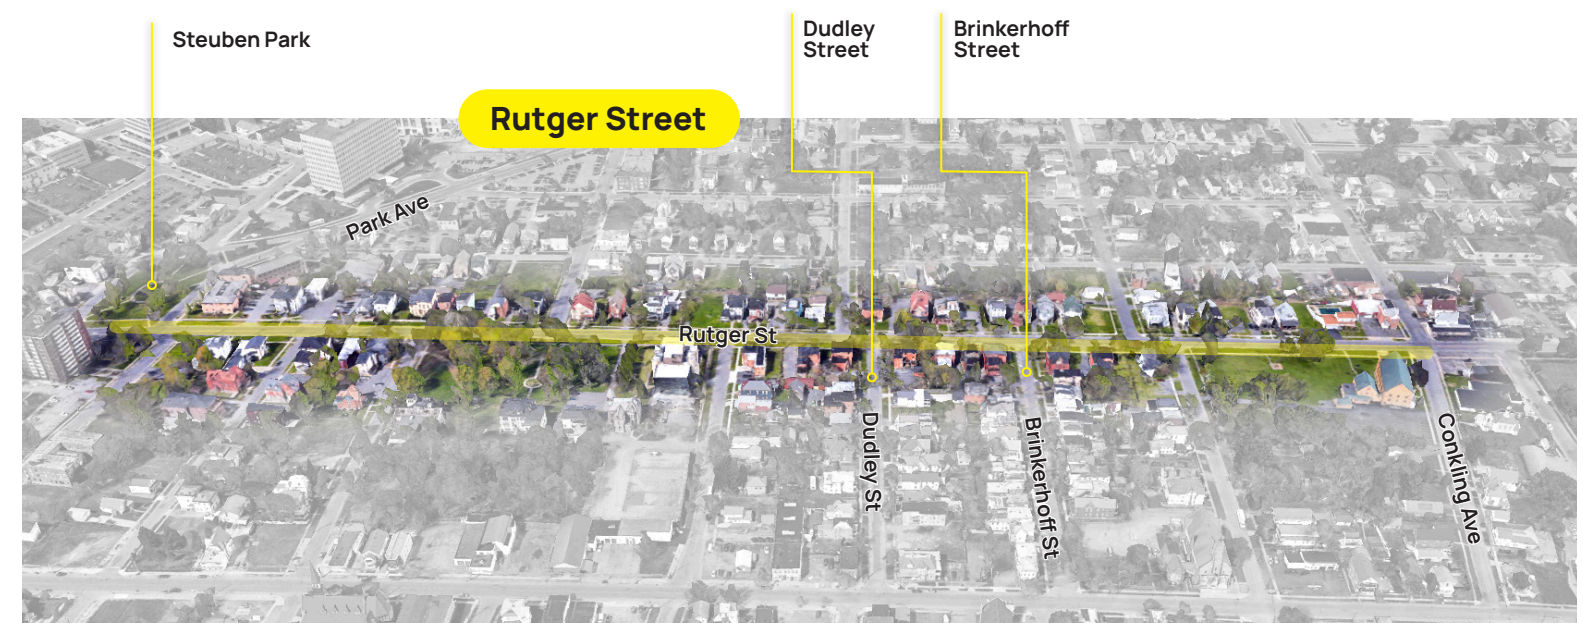 Steuben Park
Dudley
Street
Brinkerhoff
Street
Rutger Street
Park Ave
Rutger St
Dudley St
Brinkerhoff St
Conkling Ave